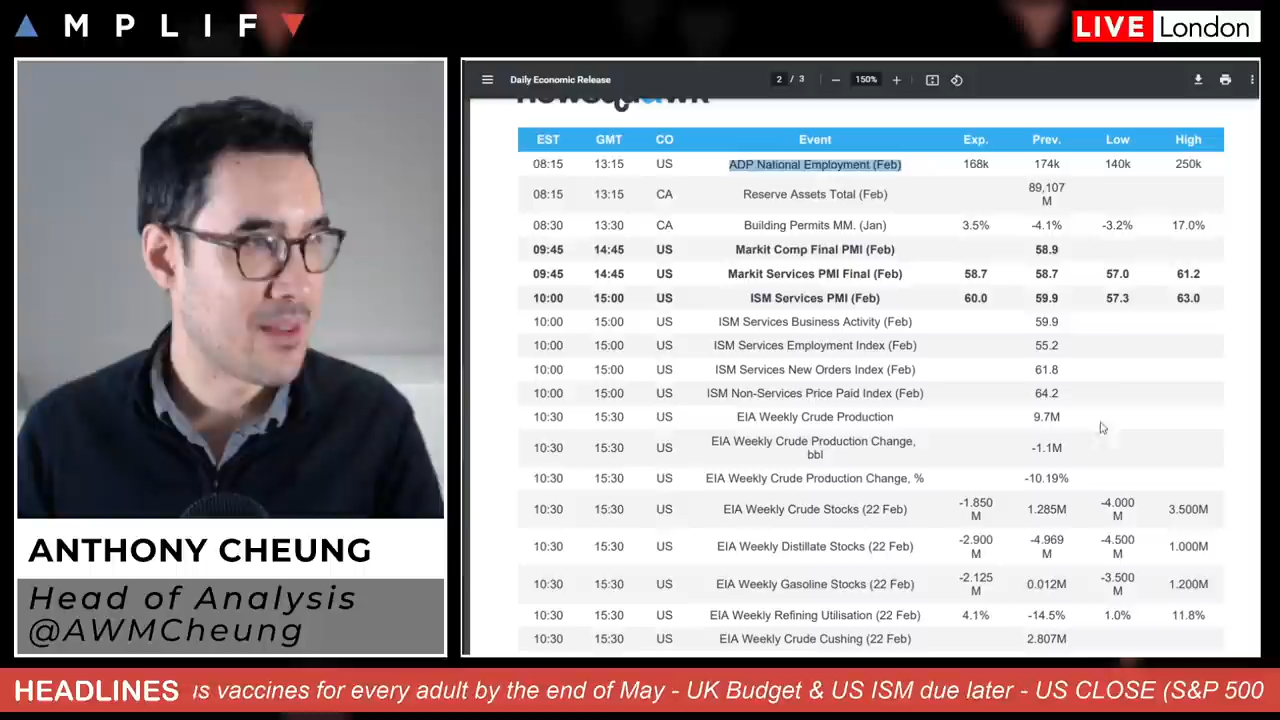 AMPLIFY
LIVE London
Daily Economic Release
2 / 3
150%
newsquawk
EST GMT CO Event Exp. Prev. Low High
08:15 13:15 US ADP National Employment (Feb) 168k 174k 140k 250k
08:15 13:15 CA Reserve Assets Total (Feb) 89,107
M
08:30 13:30 CA Building Permits MM. (Jan) 3.5% -4.1% -3.2% 17.0%
09:45 14:45 US Markit Comp Final PMI (Feb) 58.9
09:45 14:45 US Markit Services PMI Final (Feb) 58.7 58.7 57.0 61.2
10:00 15:00 US ISM Services PMI (Feb) 60.0 59.9 57.3 63.0
10:00 15:00 US ISM Services Business Activity (Feb) 59.9
10:00 15:00 US ISM Services Employment Index (Feb) 55.2
10:00 15:00 US ISM Services New Orders Index (Feb) 61.8
10:00 15:00 US ISM Non-Services Price Paid Index (Feb) 64.2
10:30 15:30 US EIA Weekly Crude Production 9.7M
10:30 15:30 US EIA Weekly Crude Production Change, -1.1M
bbl
10:30 15:30 US EIA Weekly Crude Production Change, % -10.19%
10:30 15:30 US EIA Weekly Crude Stocks (22 Feb) -1.850 1.285M -4.000 3.500M
M M
10:30 15:30 US EIA Weekly Distillate Stocks (22 Feb) -2.900 -4.969 -4.500 1.000M
M M M
10:30 15:30 US EIA Weekly Gasoline Stocks (22 Feb) -2.125 0.012M -3.500 1.200M
M M
10:30 15:30 US EIA Weekly Refining Utilisation (22 Feb) 4.1% -14.5% 1.0% 11.8%
10:30 15:30 US EIA Weekly Crude Cushing (22 Feb) 2.807M
ANTHONY CHEUNG
Head of Analysis
@AWMCheung
HEADLINES is vaccines for every adult by the end of May - UK Budget & US ISM due later - US CLOSE (S&P 500